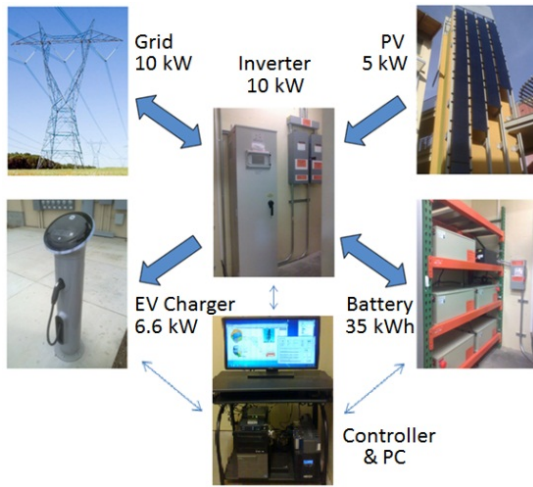 Grid
10 kW
Inverter
10 kW
PV
5 kW
EV Charger
6.6 kW
Battery
35 kWh
Controller
& PC